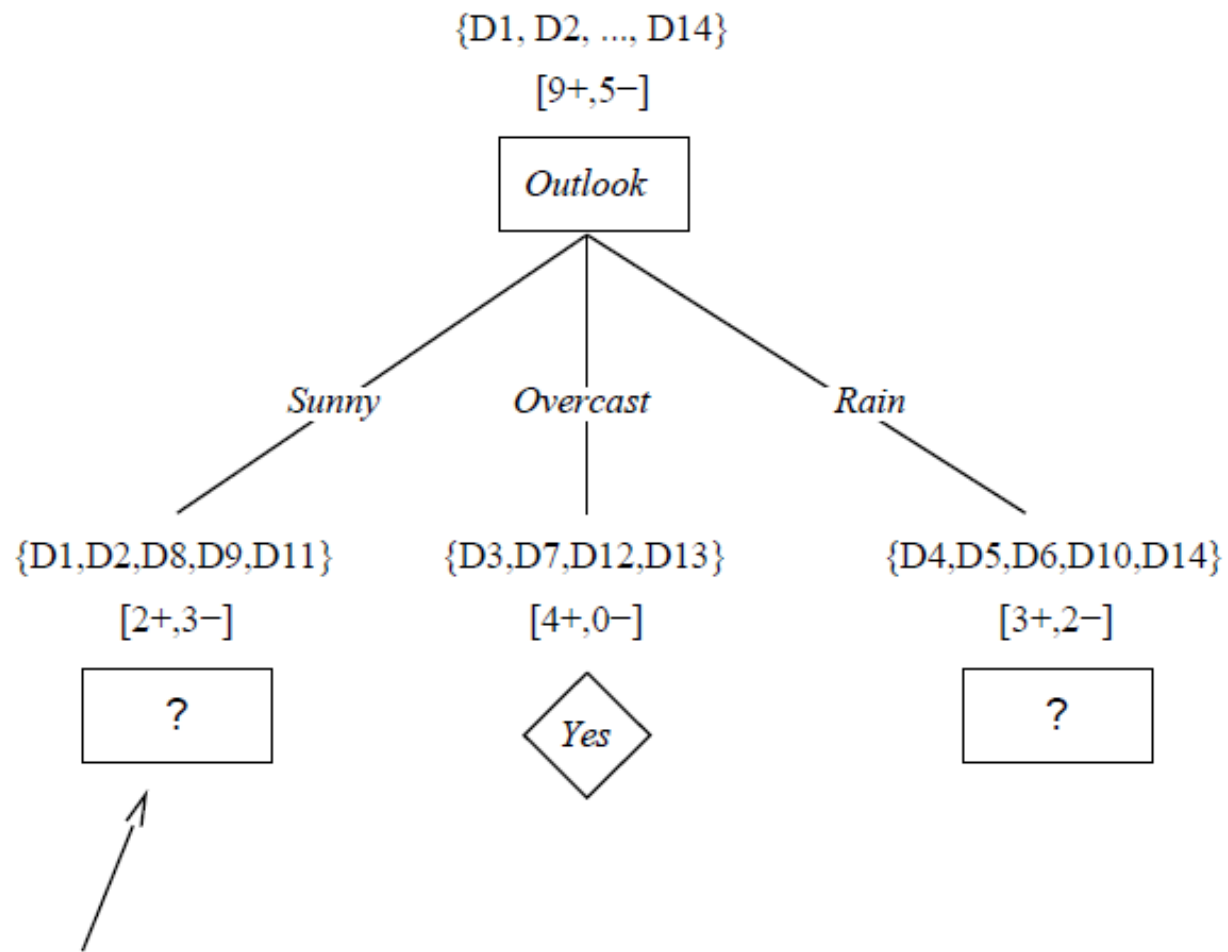 {D1, D2, ..., D14}
[9+,5−]
Outlook
Sunny
Overcast
Rain
{D1,D2,D8,D9,D11}
{D3,D7,D12,D13}
{D4,D5,D6,D10,D14}
[2+,3−]
[4+,0−]
[3+,2−]
?
Yes
?